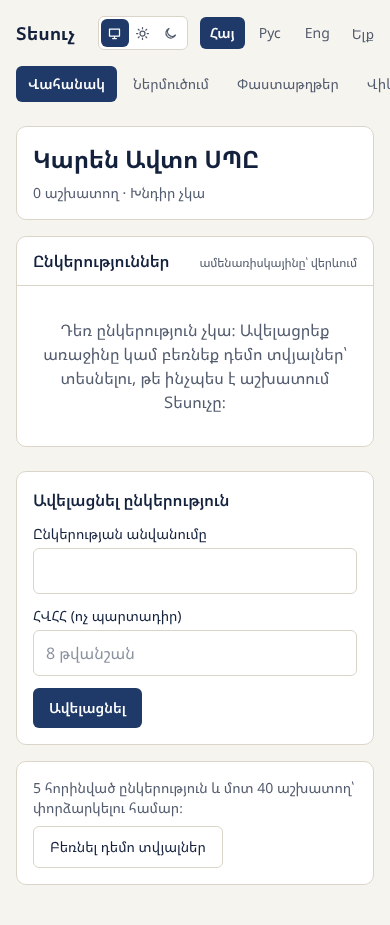 Տեսուչ
Հայ Рус Eng Ելք
Վահանակ Ներմուծում Փաստաթղթեր
Կարեն Ավտո ՍՊԸ
0 աշխատող · Խնդիր չկա
Ընկերություններ ամենառիսկայինը՝ վերևում
Դեռ ընկերություն չկա։ Ավելացրեք
առաջինը կամ բեռնեք դեմո տվյալներ՝
տեսնելու, թե ինչպես է աշխատում
Տեսուչը։
Ավելացնել ընկերություն
Ընկերության անվանումը
ՀՎՀՀ (ոչ պարտադիր)
8 թվանշան
Ավելացնել
5 հորինված ընկերություն և մոտ 40 աշխատող՝
փորձարկելու համար։
Բեռնել դեմո տվյալներ